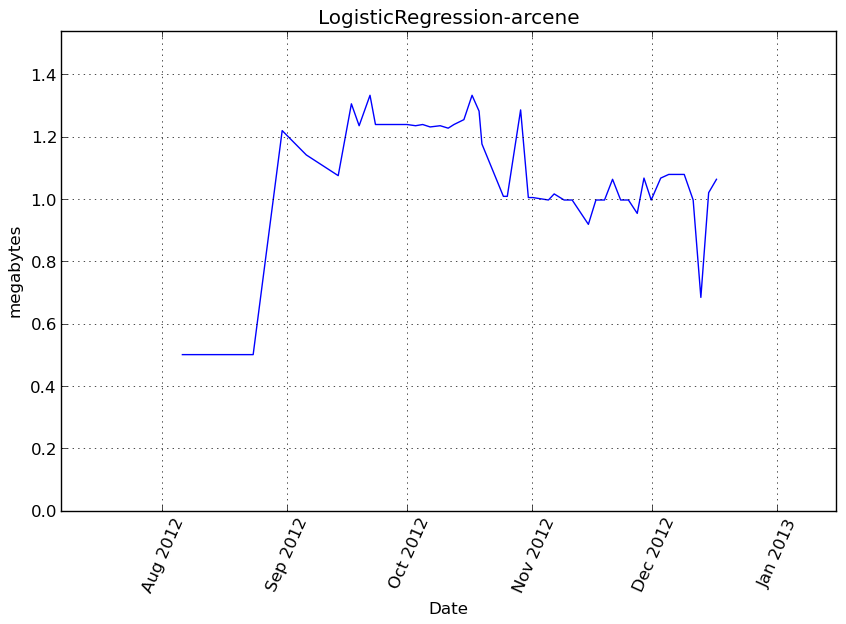 LogisticRegression-arcene
megabytes
1.4
1.2
1.0
0.8
0.6
0.4
0.2
0.0
Aug 2012
Sep 2012
Oct 2012
Nov 2012
Dec 2012
Jan 2013
Date